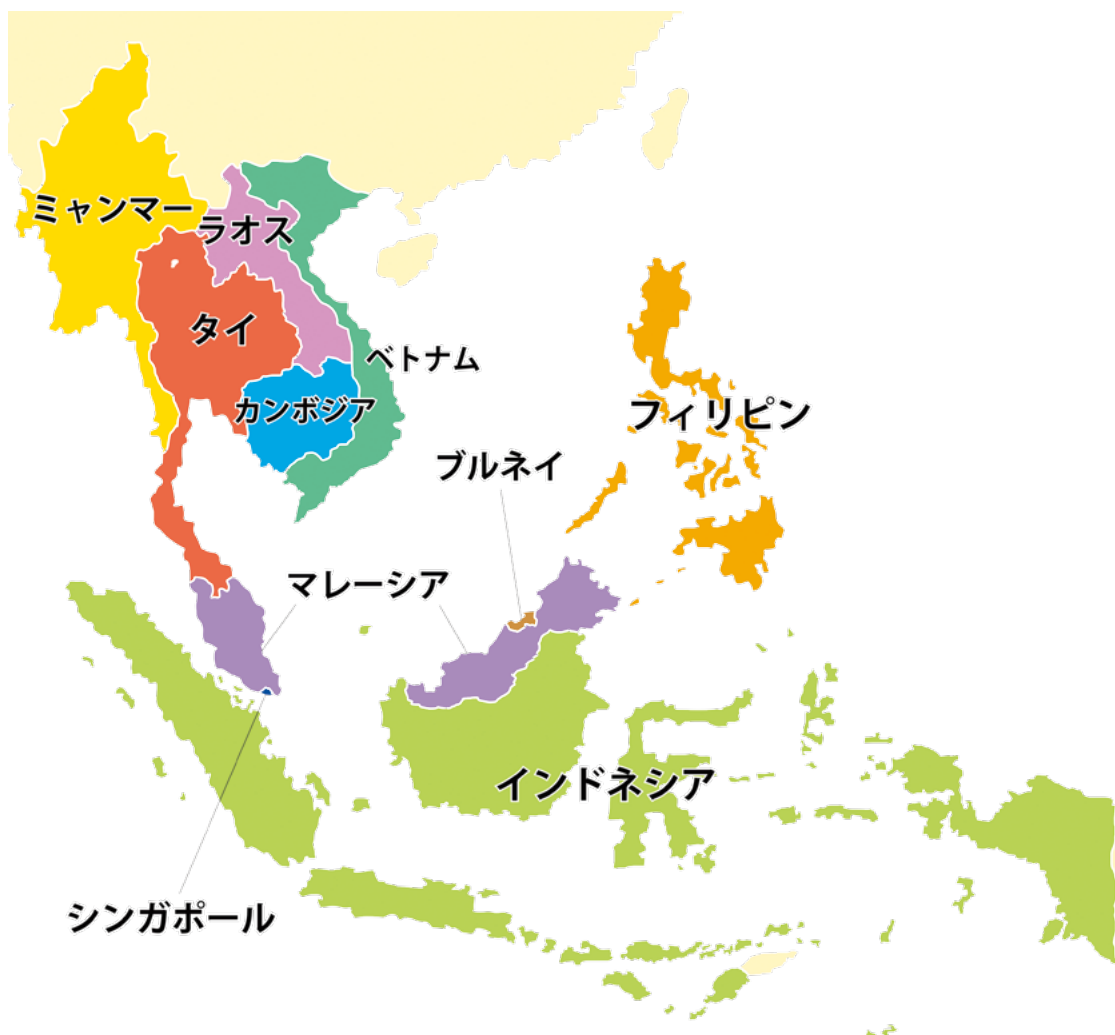 ミャンマー
ラオス
タイ
ベトナム
カンボジア
フィリピン
ブルネイ
マレーシア
インドネシア
シンガポール